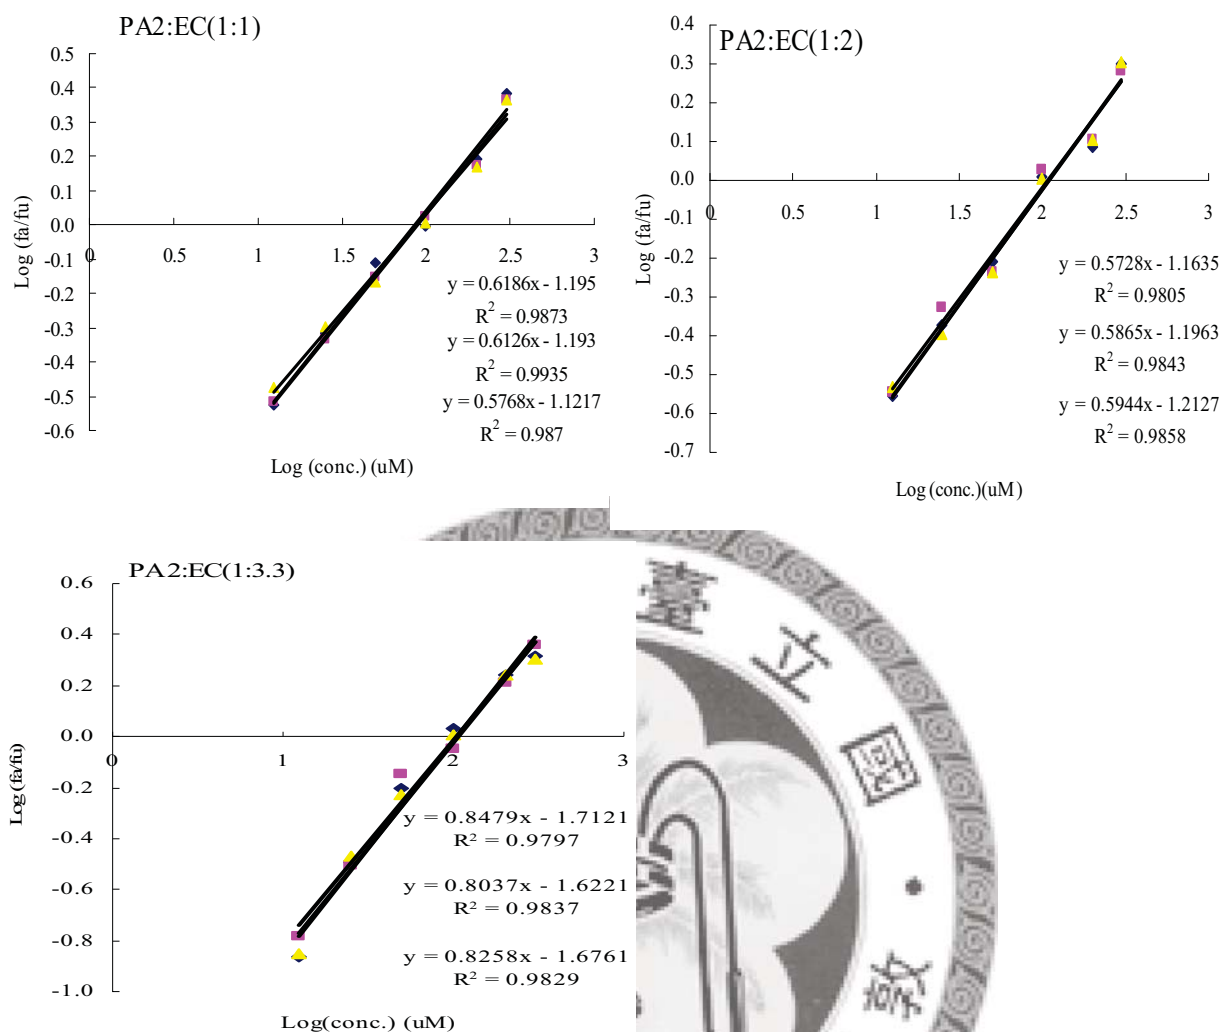 PA2:EC(1:1)
0.5
0.4
0.3
0.2
0.1
0.0
-0.1
-0.2
-0.3
-0.4
-0.5
-0.6
0
0.5
1
1.5
2
2.5
3
Log (fa/fu)
y = 0.6186x - 1.195
R² = 0.9873
y = 0.6126x - 1.193
R² = 0.9935
y = 0.5768x - 1.1217
R² = 0.987
Log (conc.) (uM)
PA2:EC(1:2)
0.4
0.3
0.2
0.1
0.0
-0.1
-0.2
-0.3
-0.4
-0.5
-0.6
-0.7
0
0.5
1
1.5
2
2.5
3
Log (fa/fu)
y = 0.5728x - 1.1635
R² = 0.9805
y = 0.5865x - 1.1963
R² = 0.9843
y = 0.5944x - 1.2127
R² = 0.9858
Log (conc.)(uM)
PA2:EC(1:3.3)
0.6
0.4
0.2
0.0
-0.2
-0.4
-0.6
-0.8
-1.0
0
1
2
3
Log(fa/fu)
y = 0.8479x - 1.7121
R² = 0.9797
y = 0.8037x - 1.6221
R² = 0.9837
y = 0.8258x - 1.6761
R² = 0.9829
Log(conc.) (uM)
灣
立
國
•
敦